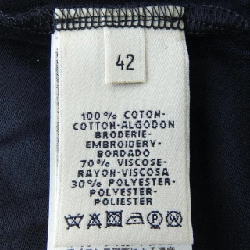 42
100% COTON-
COTTON-ALGODON
BRODERIE-
EMBROIDERY-
BORDADO
70% VISCOSE-
RAYON-VISCOSA
30% POLYESTER-
POLYESTER-
POLIESTER